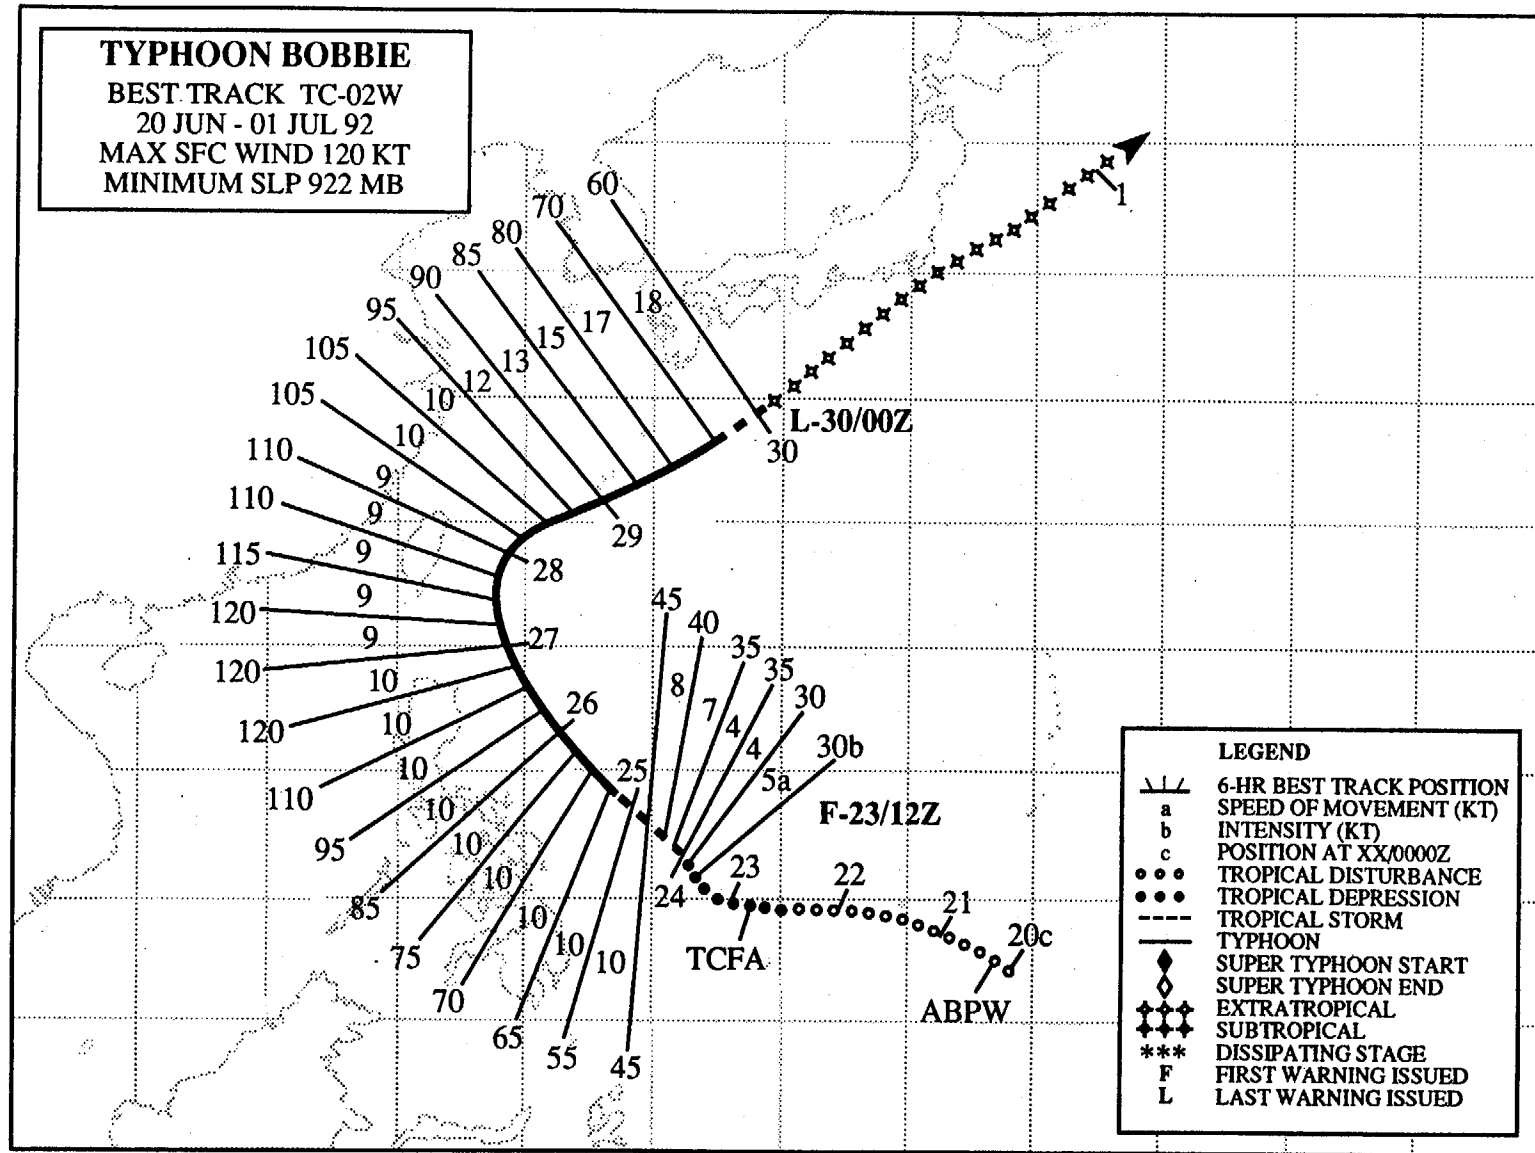 TYPHOON BOBBIE
BEST TRACK TC-02W
20 JUN - 01 JUL 92
MAX SFC WIND 120 KT
MINIMUM SLP 922 MB
60
70
80
85
90
95
105
105
110
110
115
120
120
120
110
95
85
75
70
65
55
45
18
17
15
13
12
10
10
9
9
9
9
9
10
10
10
10
10
10
10
10
10
1
L-30/00Z
30
29
28
27
26
25
45
40
35
35
30
30b
8
7
4
4
5a
F-23/12Z
24
23
22
21
20c
TCFA
ABPW
LEGEND
6-HR BEST TRACK POSITION
a SPEED OF MOVEMENT (KT)
b INTENSITY (KT)
c POSITION AT XX/0000Z
TROPICAL DISTURBANCE
TROPICAL DEPRESSION
TROPICAL STORM
TYPHOON
SUPER TYPHOON START
SUPER TYPHOON END
EXTRATROPICAL
SUBTROPICAL
*** DISSIPATING STAGE
F FIRST WARNING ISSUED
L LAST WARNING ISSUED